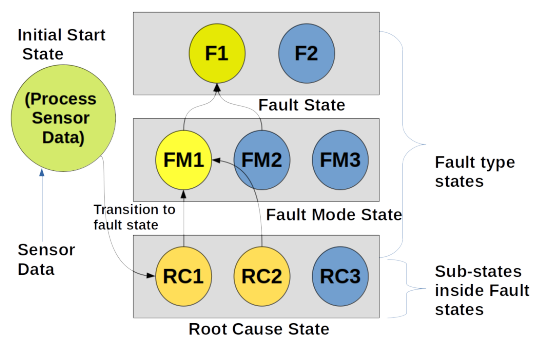 Initial Start
State
(Process
Sensor
Data)
F1
F2
Fault State
FM1
FM2
FM3
Fault Mode State
Transition to
fault state
Sensor
Data
RC1
RC2
RC3
Root Cause State
Fault type
states
Sub-states
inside Fault
states